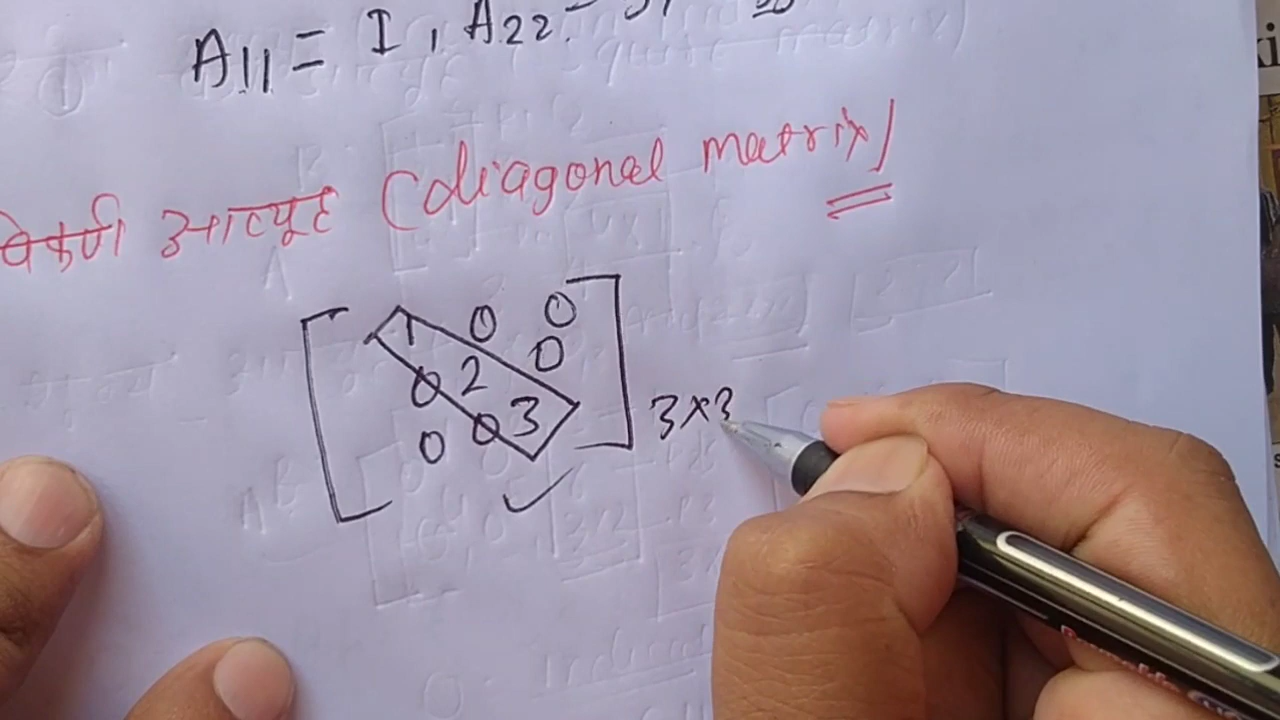 A11 = I, A22 =
विकर्ण आव्यूह (diagonal matrix)
1 0 0
0 2 0
0 0 3
3×3